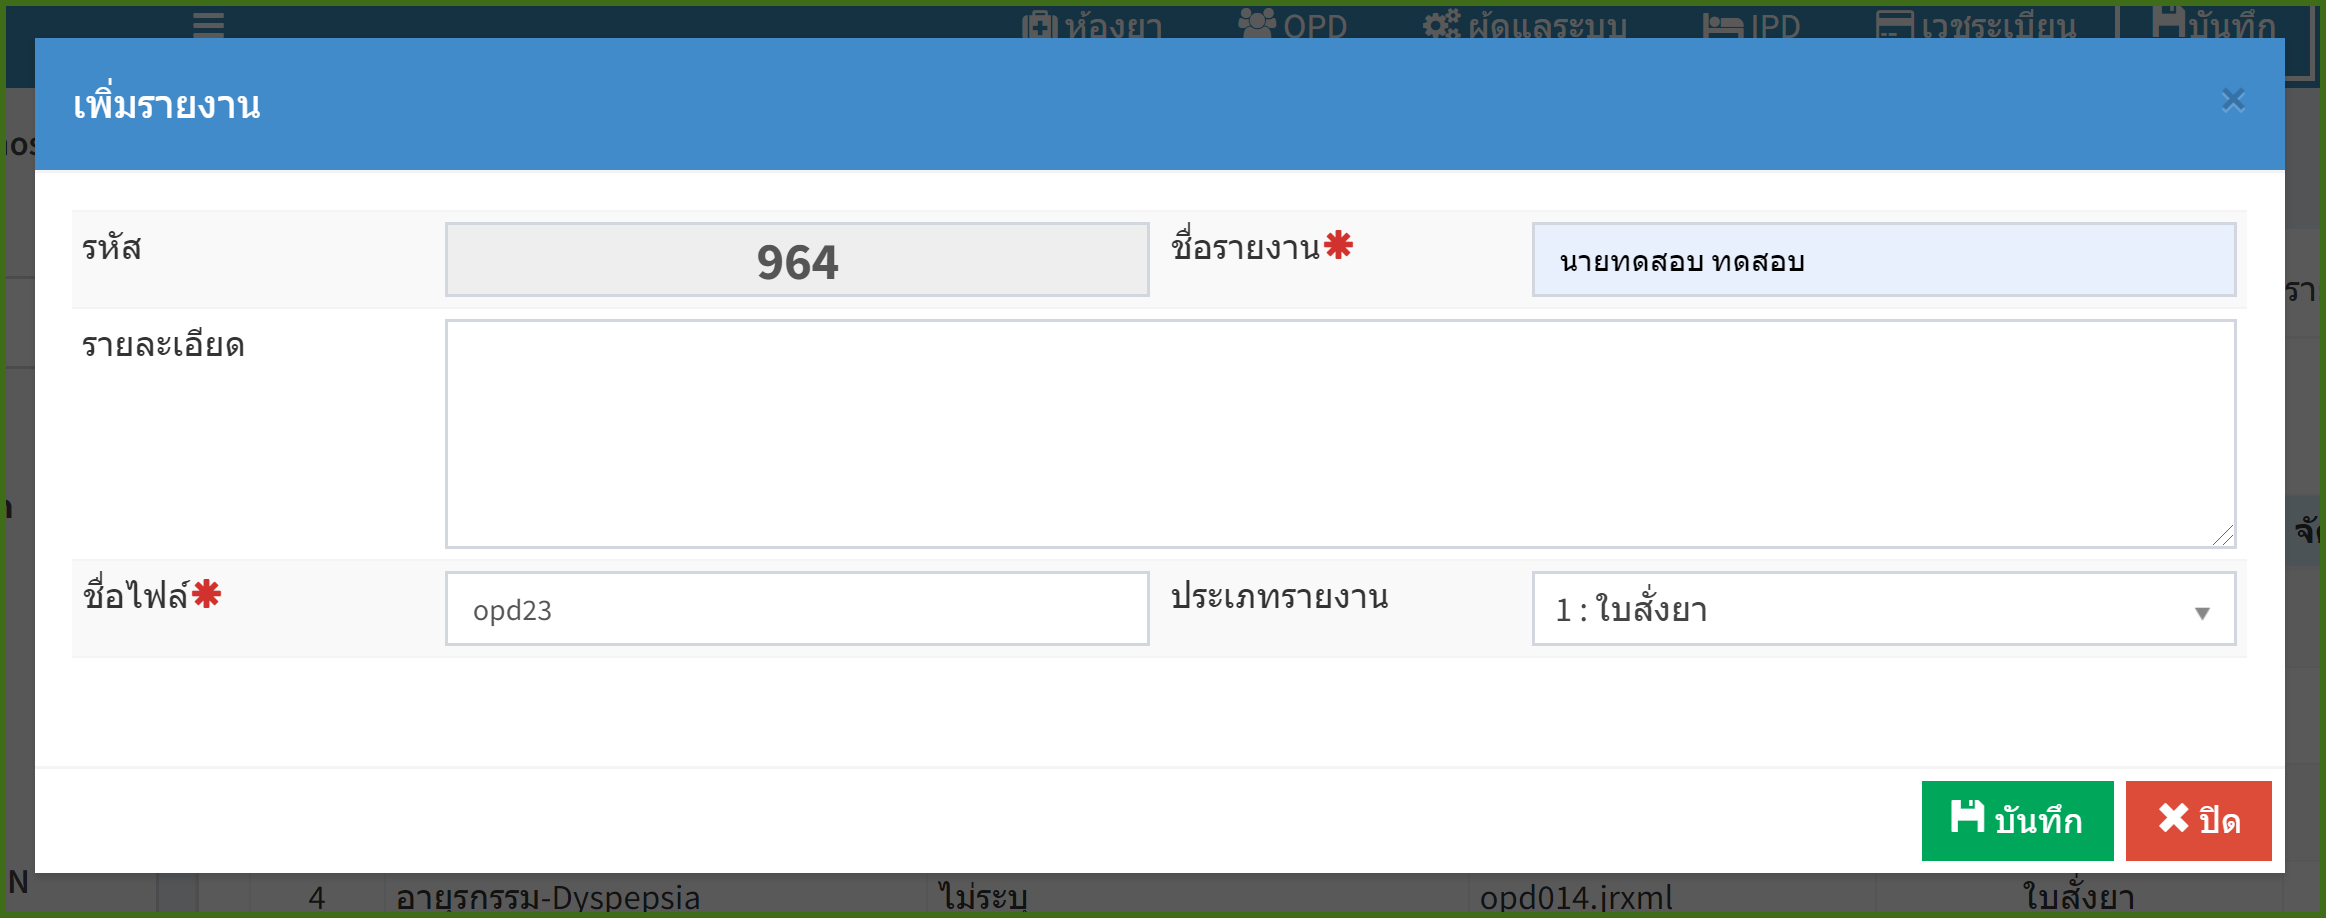 ห้องยา OPD ผู้ดูแลระบบ IPD เวชระเบียน บันทึก
เพิ่มรายงาน
รหัส 964 ชื่อรายงาน* นายทดสอบ ทดสอบ
รายละเอียด
ชื่อไฟล์* opd23 ประเภทรายงาน 1 : ใบสั่งยา
บันทึก ปิด
N 4 อายุรกรรม-Dyspepsia ไม่ระบุ opd014.jrxml ใบสั่งยา